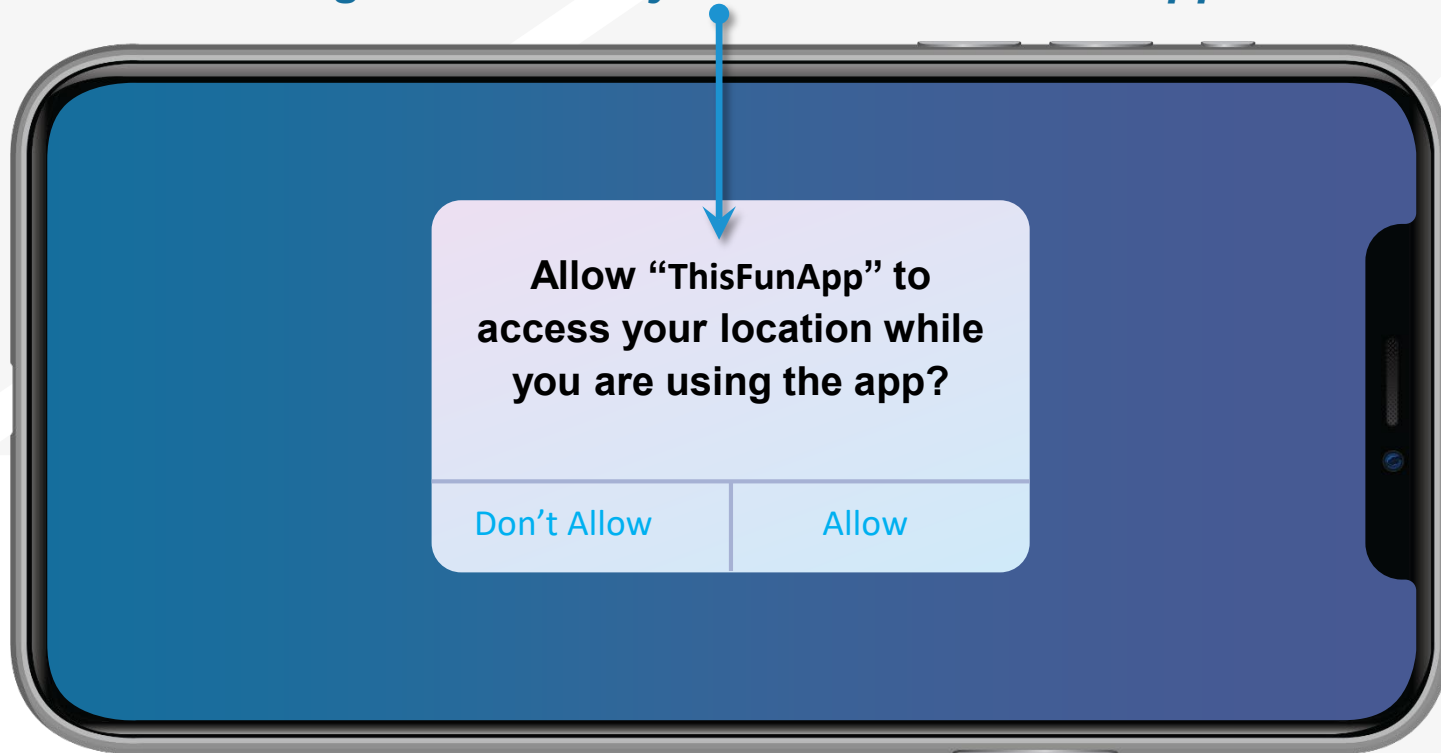 Allow “ThisFunApp” to
access your location while
you are using the app?
Don’t Allow
Allow